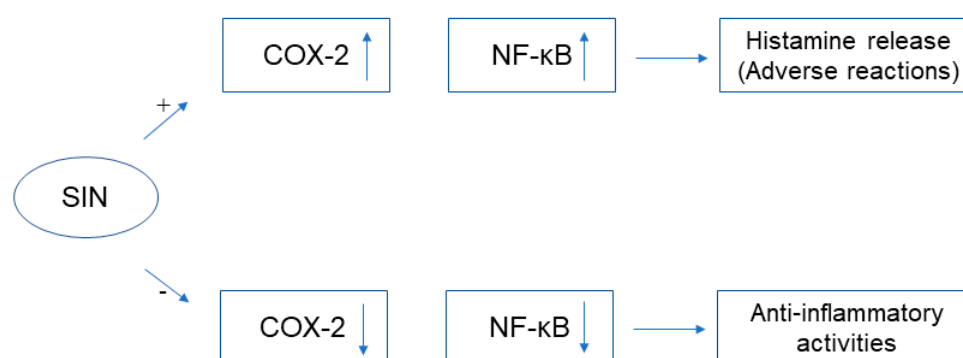 COX-2
NF-κB
Histamine release
(Adverse reactions)
+
SIN
-
COX-2
NF-κB
Anti-inflammatory
activities